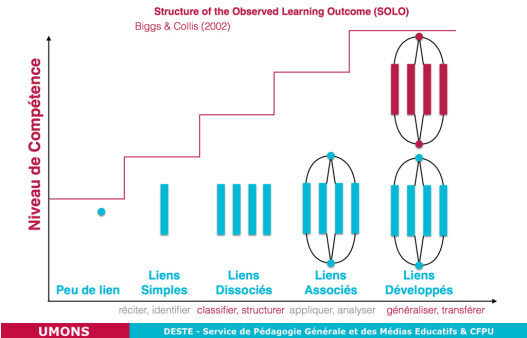 Structure of the Observed Learning Outcome (SOLO)
Biggs & Collis (2002)
Niveau de Compétence
Peu de lien
Liens
Simples
Liens
Dissociés
Liens
Associés
Liens
Développés
réciter, identifier classifier, structurer appliquer, analyser généraliser, transférer
UMONS
DESTE - Service de Pédagogie Générale et des Médias Educatifs & CFPU